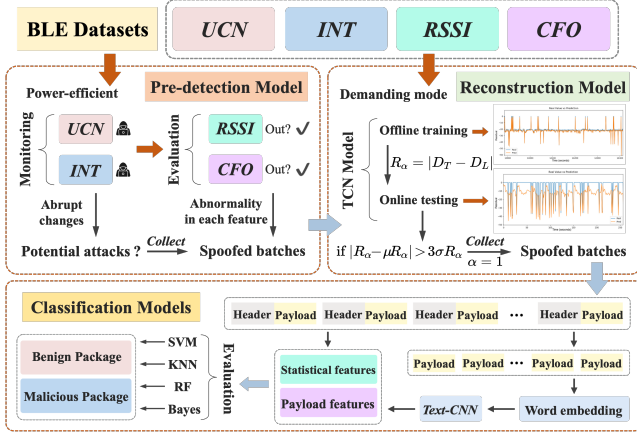 BLE Datasets
UCN INT RSSI CFO
Pre-detection Model
Power-efficient
Monitoring
UCN
INT
Evaluation
RSSI Out? ✓
CFO Out? ✓
Abrupt
changes
Abnormality
in each feature
Potential attacks ?
Collect
Spoofed batches
Reconstruction Model
Demanding mode
TCN Model
Offline training
Rα = |D_T − D_L|
Online testing
if |Rα−μRα|>3σRα
Collect
α = 1
Spoofed batches
Classification Models
Header Payload Header Payload Header Payload ••• Header Payload
Benign Package
Malicious Package
SVM
KNN
RF
Bayes
Evaluation
Statistical features
Payload features
Payload Payload ••• Payload Payload
Text-CNN
Word embedding